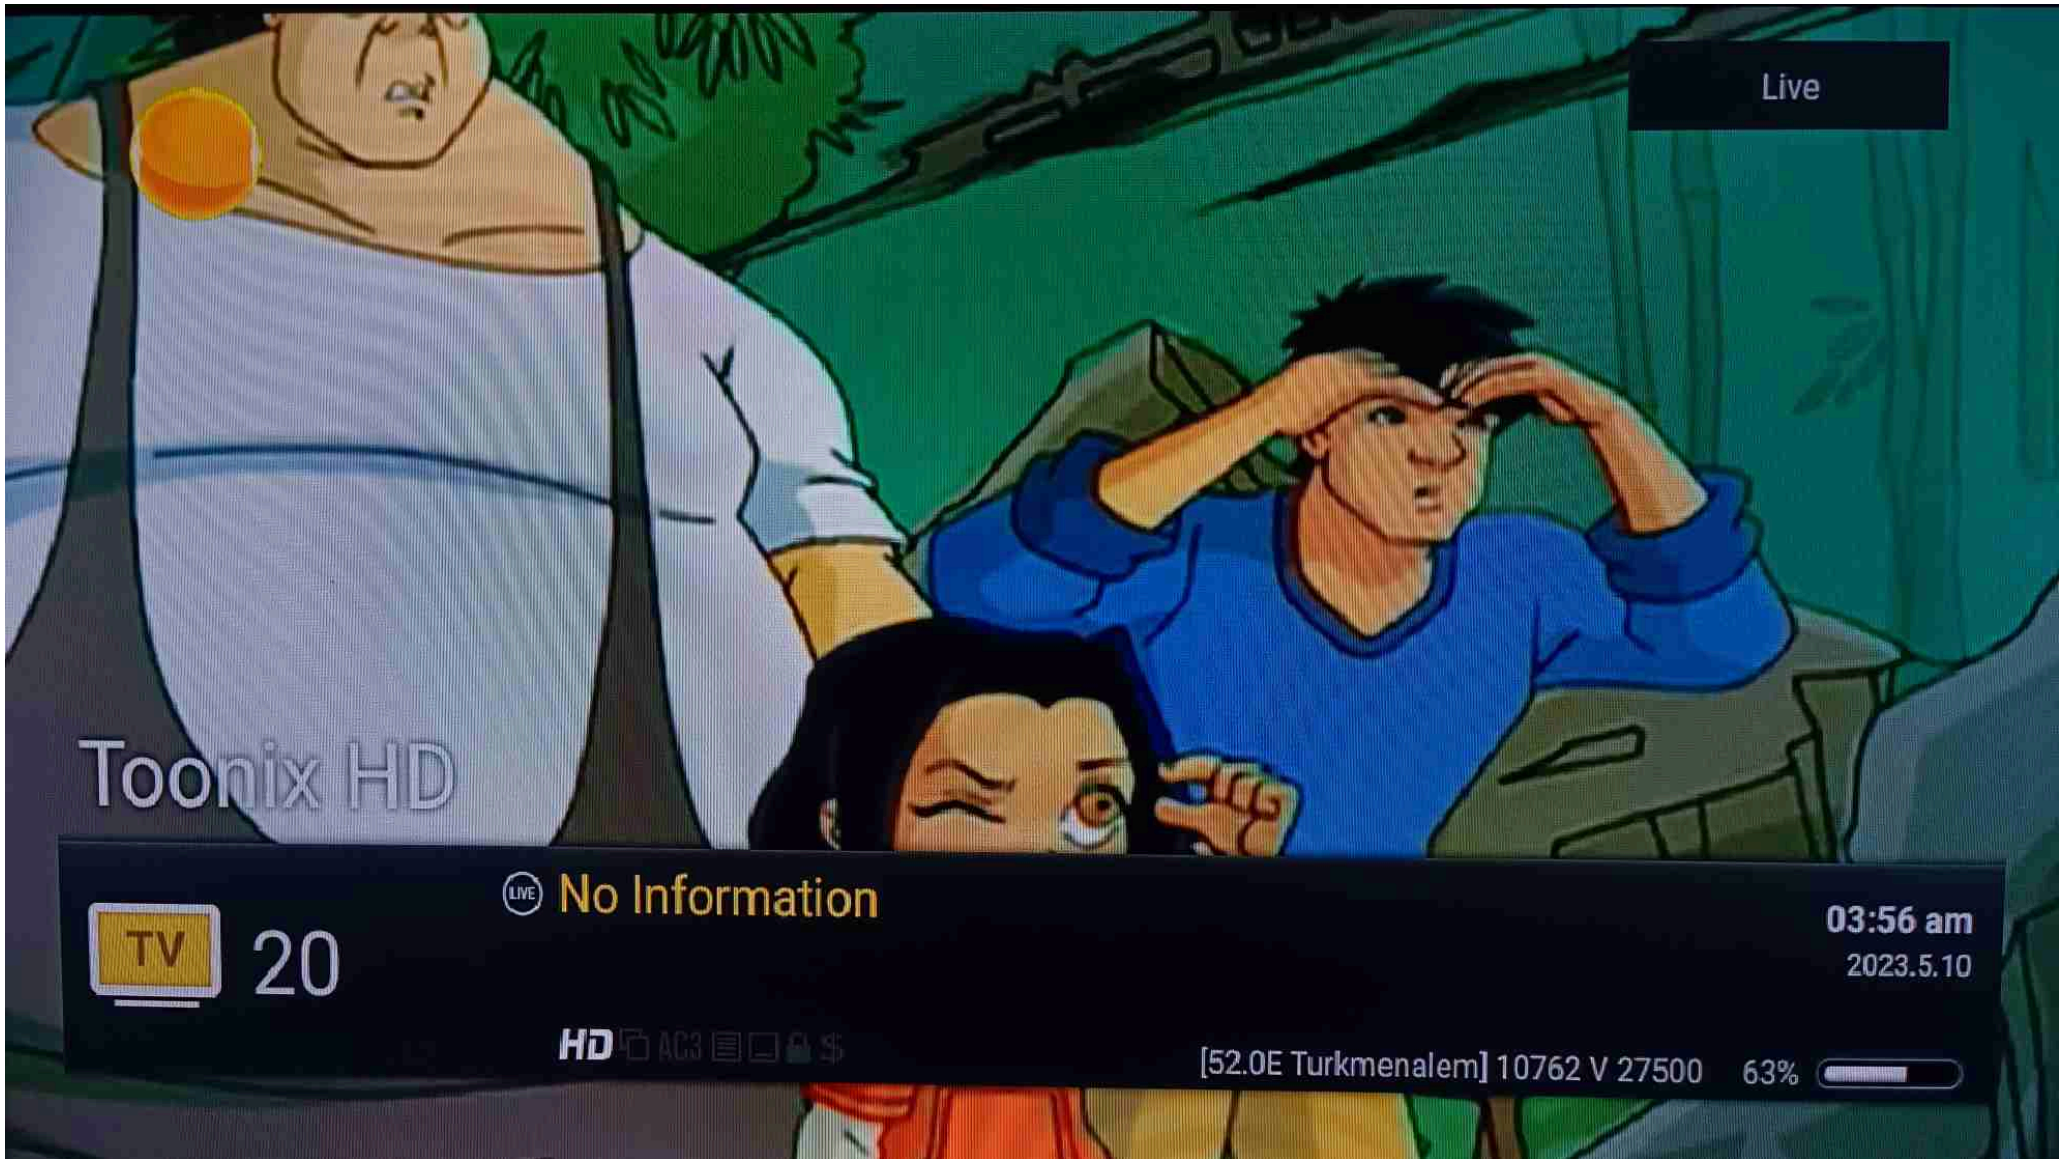 Live
Toonix HD
TV 20
LIVE No Information
03:56 am
2023.5.10
HD AC3 $
[52.0E Turkmenalem] 10762 V 27500 63%